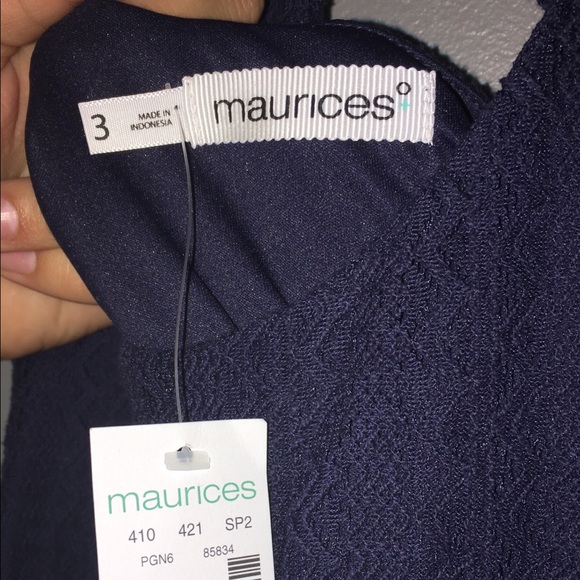 3
MADE IN
INDONESIA
maurices
maurices
410 421 SP2
PGN6 85834